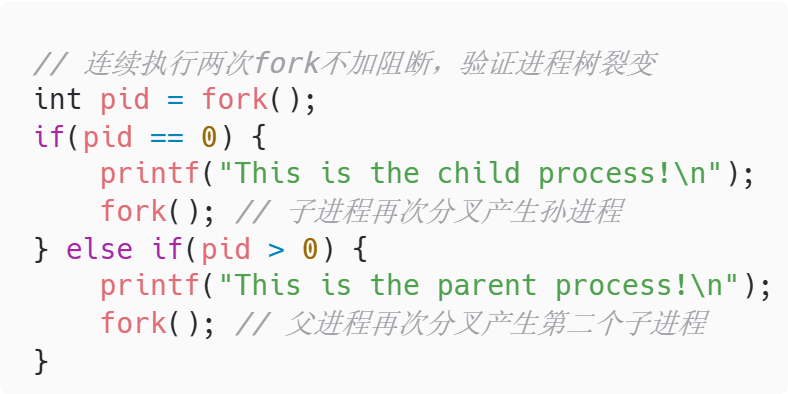 // 连续执行两次fork不加阻断，验证进程树裂变
int pid = fork();
if(pid == 0) {
    printf("This is the child process!\n");
    fork(); // 子进程再次分叉产生孙进程
} else if(pid > 0) {
    printf("This is the parent process!\n");
    fork(); // 父进程再次分叉产生第二个子进程
}